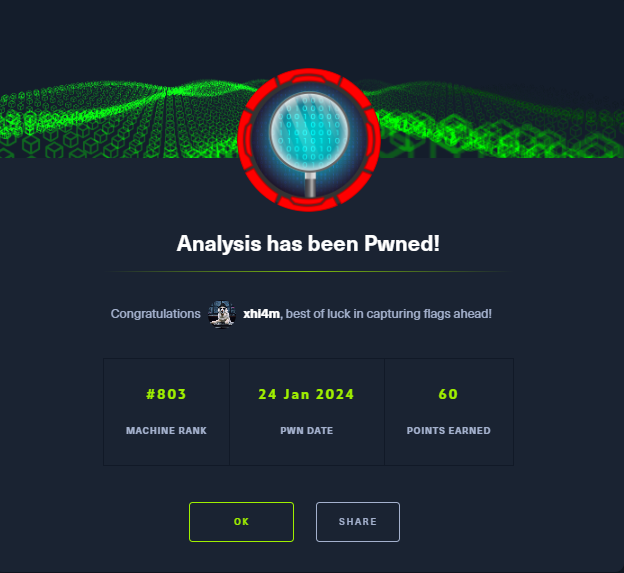 Analysis has been Pwned!
Congratulations xhl4m, best of luck in capturing flags ahead!
#803 24 Jan 2024 60
MACHINE RANK PWN DATE POINTS EARNED
OK SHARE